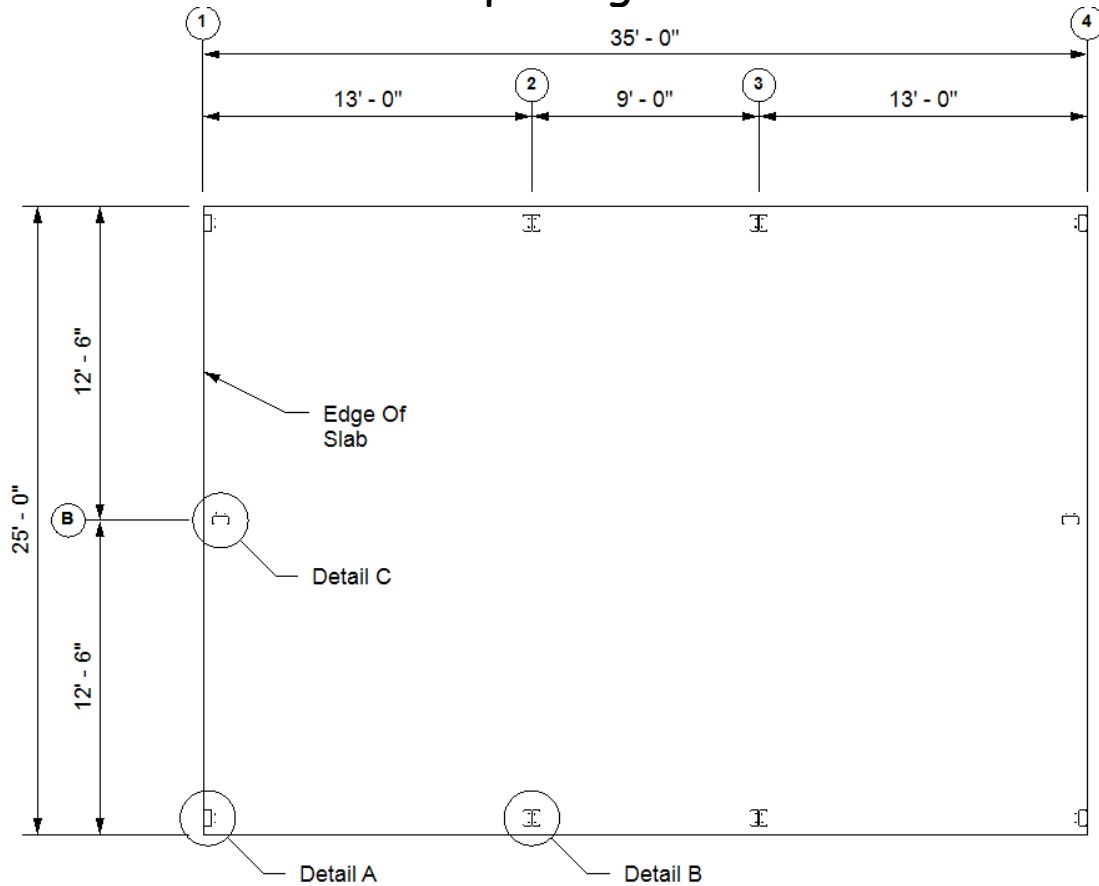 1
4
35' - 0"
2
3
13' - 0"
9' - 0"
13' - 0"
12' - 6"
Edge Of
Slab
25' - 0"
B
Detail C
12' - 6"
Detail A
Detail B